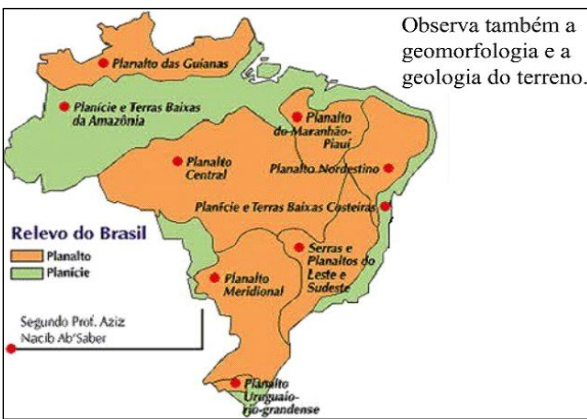 Observa também a
geomorfologia e a
geologia do terreno.
Planalto das Guianas
Planície e Terras Baixas
da Amazônia
Planalto
do Maranhão-
Piauí
Planalto
Central
Planalto Nordestino
Planície e Terras Baixas Costeiras
Relevo do Brasil
Planalto
Planície
Serras e
Planaltos do
Leste e
Sudeste
Planalto
Meridional
Segundo Prof. Aziz
Nacib Ab'Saber
Planalto
Uruguaio-
rio-grandense